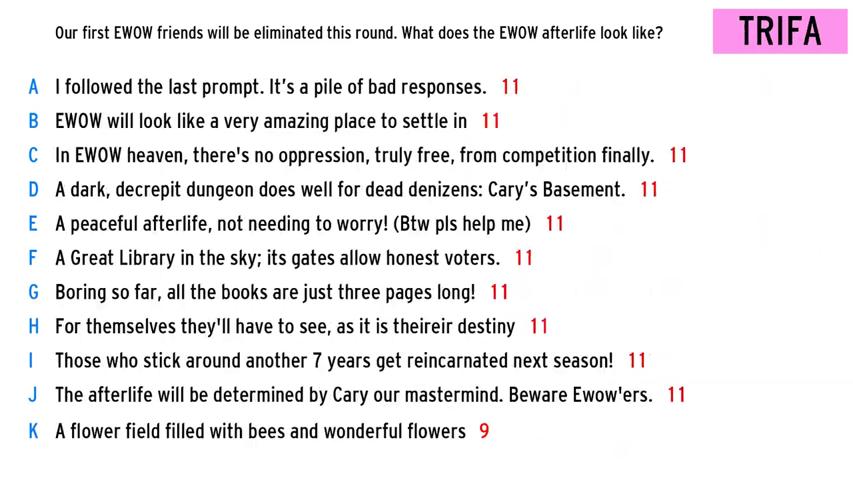 Our first EWOW friends will be eliminated this round. What does the EWOW afterlife look like?
TRIFA
A I followed the last prompt. It's a pile of bad responses. 11
B EWOW will look like a very amazing place to settle in 11
C In EWOW heaven, there's no oppression, truly free, from competition finally. 11
D A dark, decrepit dungeon does well for dead denizens: Cary's Basement. 11
E A peaceful afterlife, not needing to worry! (Btw pls help me) 11
F A Great Library in the sky; its gates allow honest voters. 11
G Boring so far, all the books are just three pages long! 11
H For themselves they'll have to see, as it is theireir destiny 11
I Those who stick around another 7 years get reincarnated next season! 11
J The afterlife will be determined by Cary our mastermind. Beware Ewow'ers. 11
K A flower field filled with bees and wonderful flowers 9